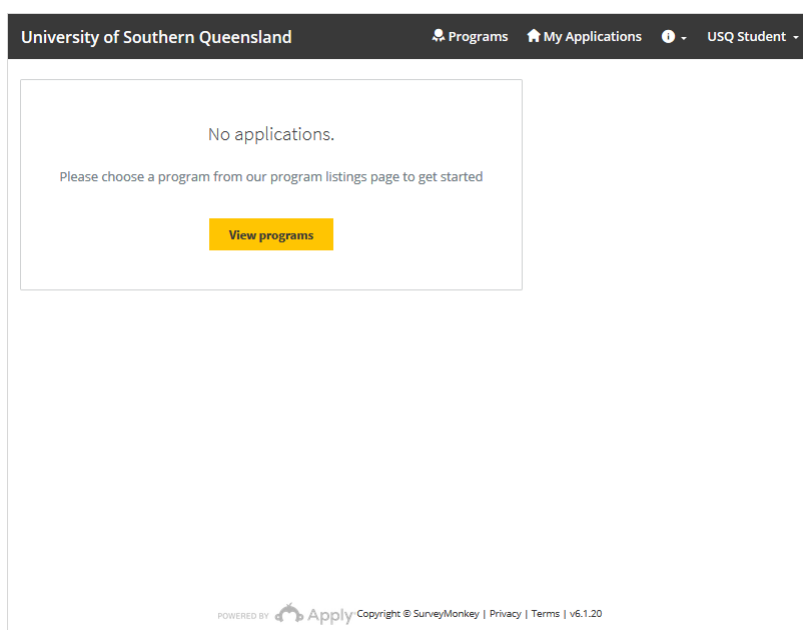 University of Southern Queensland Programs My Applications USQ Student
No applications.
Please choose a program from our program listings page to get started
View programs
POWERED BY Apply Copyright © SurveyMonkey | Privacy | Terms | v6.1.20